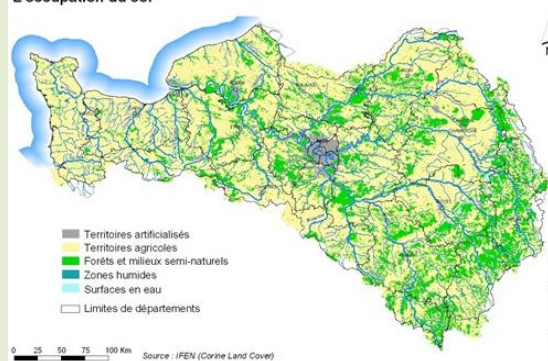 L'occupation du sol
N
CHAMPAGNE
Territoires artificialisés
Territoires agricoles
Forêts et milieux semi-naturels
Zones humides
Surfaces en eau
Limites de départements
0 25 50 75 100 Km
Source : IFEN (Corine Land Cover)